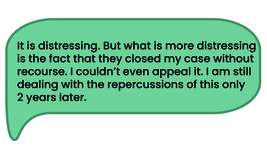 It is distressing. But what is more distressing
is the fact that they closed my case without
recourse. I couldn't even appeal it. I am still
dealing with the repercussions of this only
2 years later.